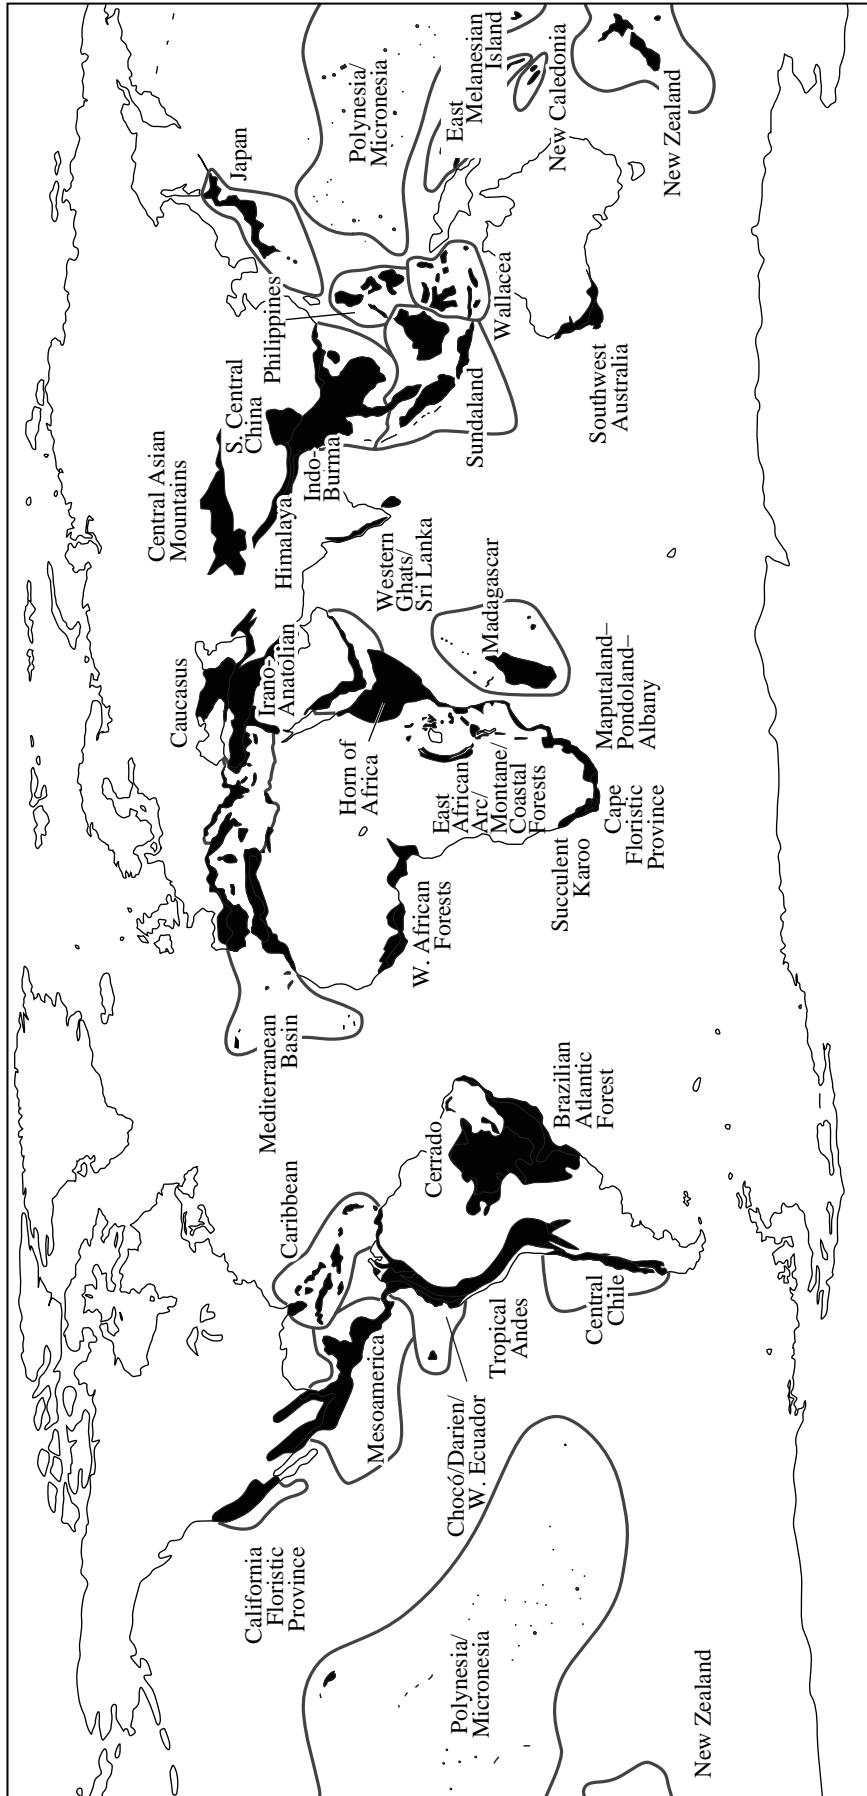 California
Floristic
Province
Polynesia/
Micronesia
New Zealand
Mesoamerica
Chocó/Darien/
W. Ecuador
Caribbean
Tropical
Andes
Central
Chile
Cerrado
Brazilian
Atlantic
Forest
Mediterranean
Basin
W. African
Forests
Succulent
Karoo
Cape
Floristic
Province
Maputaland–
Pondoland–
Albany
East
African
Arc/
Montane/
Coastal
Forests
Horn of
Africa
Caucasus
Irano-
Anatolian
Madagascar
Western
Ghats/
Sri Lanka
Central Asian
Mountains
Himalaya
Indo-
Burma
S. Central
China
Philippines
Sundaland
Wallacea
Southwest
Australia
Japan
Polynesia/
Micronesia
East
Melanesian
Island
New Caledonia
New Zealand